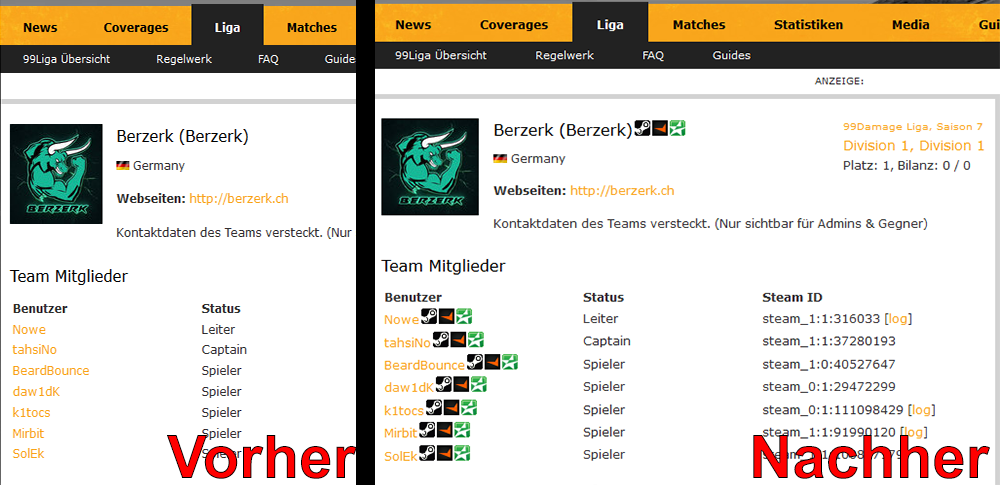 News Coverages Liga Matches
99Liga Übersicht Regelwerk FAQ Guides
BERZERK
Berzerk (Berzerk)
Germany
Webseiten: http://berzerk.ch
Kontaktdaten des Teams versteckt. (Nur
Team Mitglieder
Benutzer Status
Nowe Leiter
tahsiNo Captain
BeardBounce Spieler
daw1dK Spieler
k1tocs Spieler
Mirbit Spieler
SolEk Spieler
Vorher
News Coverages Liga Matches Statistiken Media Gui
99Liga Übersicht Regelwerk FAQ Guides
ANZEIGE:
BERZERK
Berzerk (Berzerk)
Germany
Webseiten: http://berzerk.ch
Kontaktdaten des Teams versteckt. (Nur sichtbar für Admins & Gegner)
99Damage Liga, Saison 7
Division 1, Division 1
Platz: 1, Bilanz: 0 / 0
Team Mitglieder
Benutzer Status Steam ID
Nowe Leiter steam_1:1:316033 [log]
tahsiNo Captain steam_1:1:37280193
BeardBounce Spieler steam_1:0:40527647
daw1dK Spieler steam_0:1:29472299
k1tocs Spieler steam_0:1:111098429 [log]
Mirbit Spieler steam_1:1:91990120 [log]
SolEk Spieler
Nachher